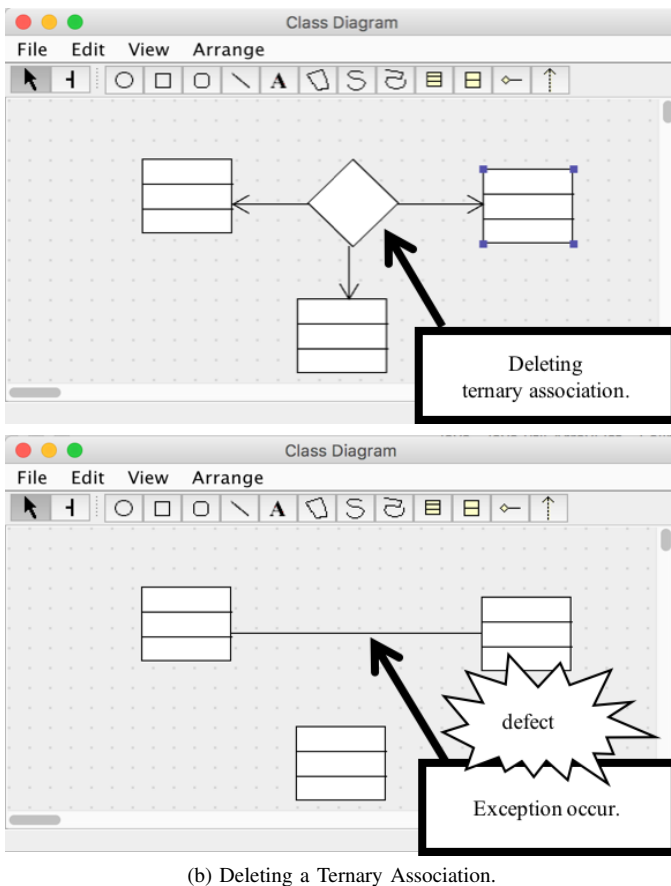 Class Diagram
File Edit View Arrange
A
Deleting
ternary association.
Class Diagram
File Edit View Arrange
A
defect
Exception occur.
(b) Deleting a Ternary Association.